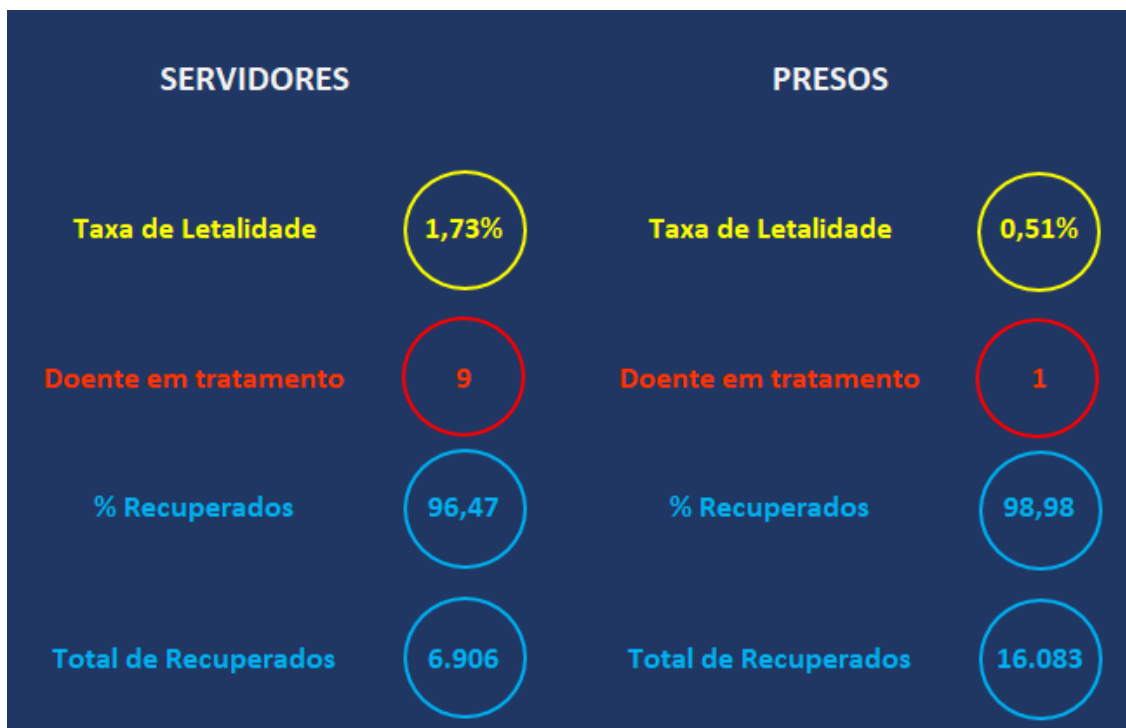 SERVIDORES
PRESOS
Taxa de Letalidade 1,73%
Taxa de Letalidade 0,51%
Doente em tratamento 9
Doente em tratamento 1
% Recuperados 96,47
% Recuperados 98,98
Total de Recuperados 6.906
Total de Recuperados 16.083